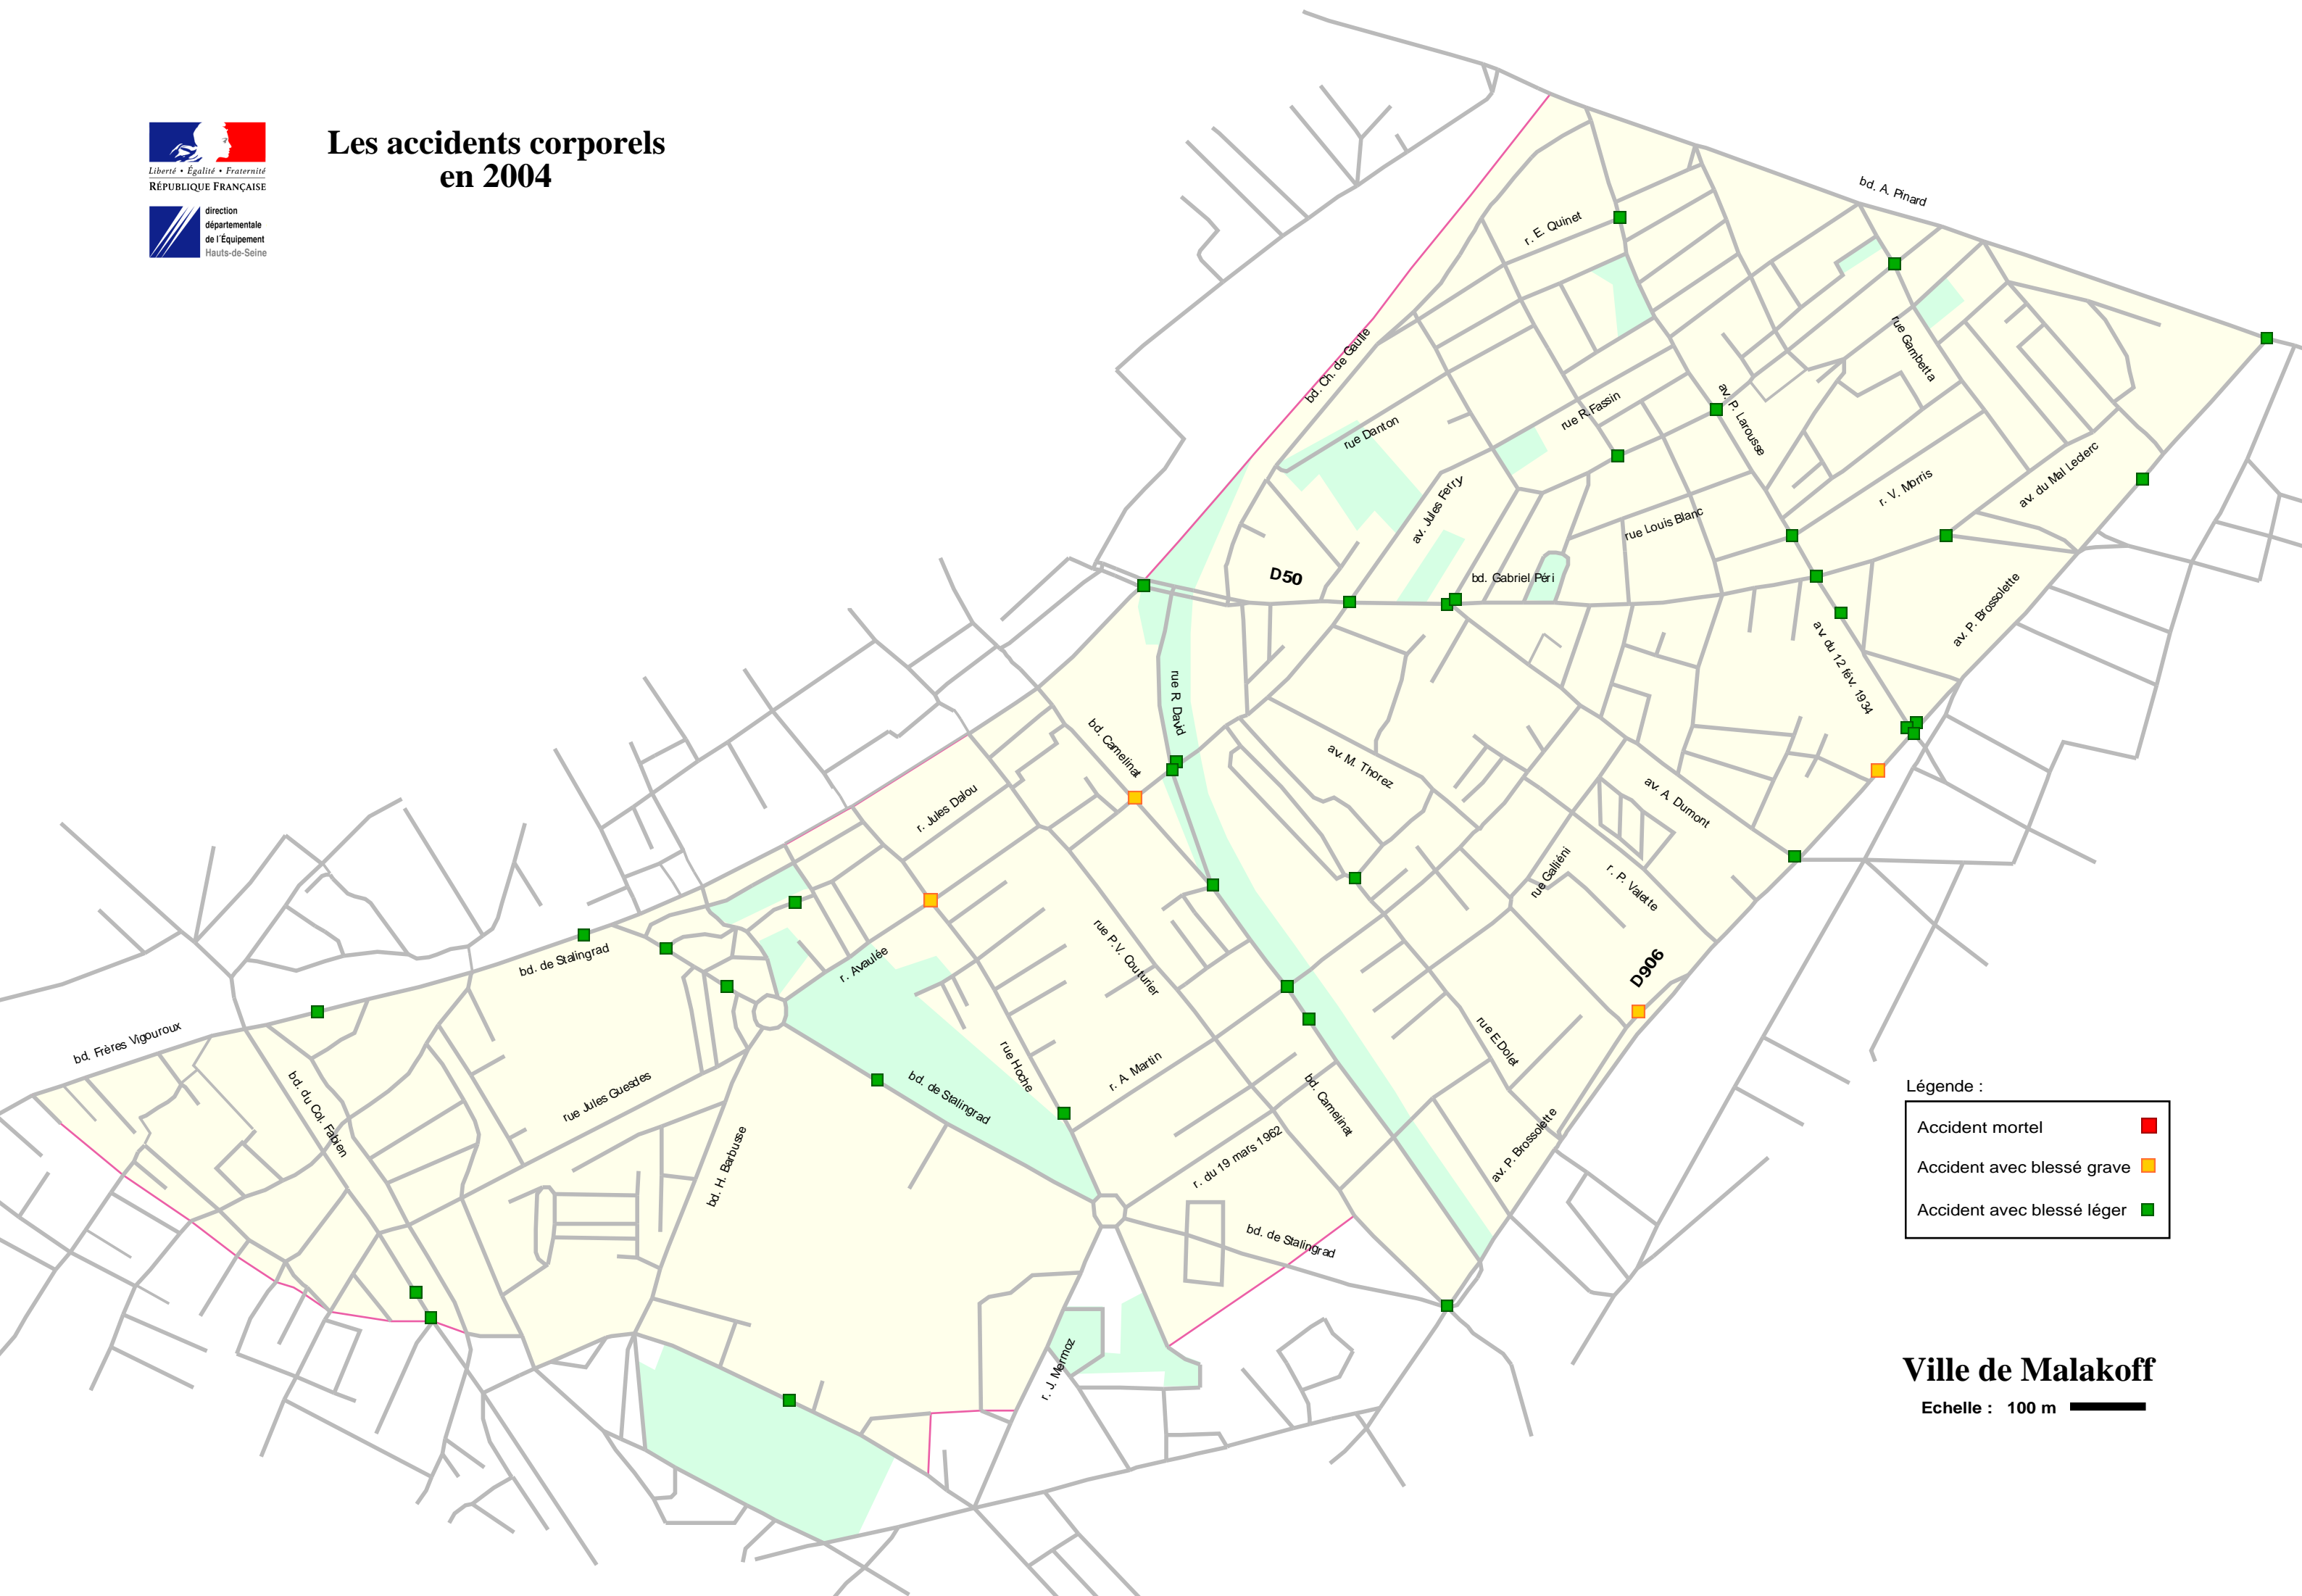 Les accidents corporels
en 2004
Liberté • Égalité • Fraternité
RÉPUBLIQUE FRANÇAISE
direction
départementale
de l'Équipement
Hauts-de-Seine
bd. A. Pinard
r. E. Quinet
bd. Ch. de Gaulle
rue Gambetta
rue R.Fassin
av. P. Larousse
rue Danton
av. Jules Ferry
r. V. Morris
av. du Mal Leclerc
rue Louis Blanc
D50
bd. Gabriel Péri
av. P. Brossolette
av. du 12 fév. 1934
rue R. David
bd. Camelinat
av. M. Thorez
av. A. Dumont
r. Jules Dalou
rue Galliéni
r. P. Valette
rue P.V. Couturier
r. Avaulée
bd. de Stalingrad
D906
bd. Frères Vigouroux
rue E.Dolet
rue Hoche
r. A. Martin
bd. du Col. Fabien
rue Jules Guesdes
bd. de Stalingrad
bd. Camelinat
av. P. Brossolette
bd. H. Barbusse
r. du 19 mars 1962
bd. de Stalingrad
r. J. Mermoz
Légende :
Accident mortel
Accident avec blessé grave
Accident avec blessé léger
Ville de Malakoff
Echelle : 100 m